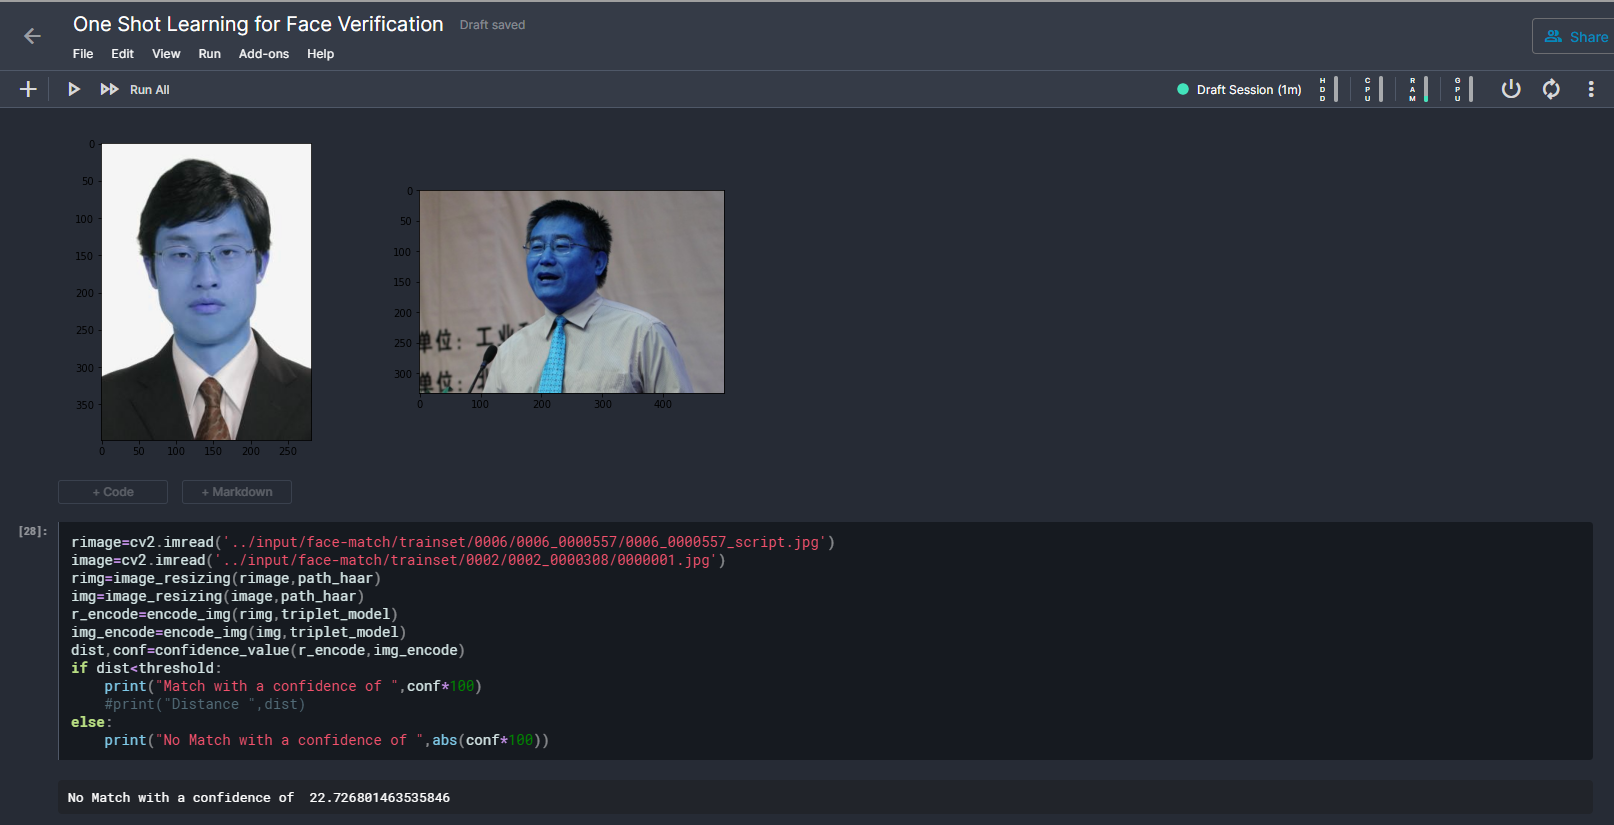 One Shot Learning for Face Verification Draft saved
Share
File Edit View Run Add-ons Help
Run All
Draft Session (1m)
HDD
CPU
RAM
GPU
0
50
100
150
200
250
300
350
0 50 100 150 200 250
0
50
100
150
200
250
300
0 100 200 300 400
单位: 工业
单位:
+ Code + Markdown
[28]:
rimage=cv2.imread('../input/face-match/trainset/0006/0006_0000557/0006_0000557_script.jpg')
image=cv2.imread('../input/face-match/trainset/0002/0002_0000308/0000001.jpg')
rimg=image_resizing(rimage,path_haar)
img=image_resizing(image,path_haar)
r_encode=encode_img(rimg,triplet_model)
img_encode=encode_img(img,triplet_model)
dist,conf=confidence_value(r_encode,img_encode)
if dist<threshold:
    print("Match with a confidence of ",conf*100)
    #print("Distance ",dist)
else:
    print("No Match with a confidence of ",abs(conf*100))
No Match with a confidence of  22.726801463535846